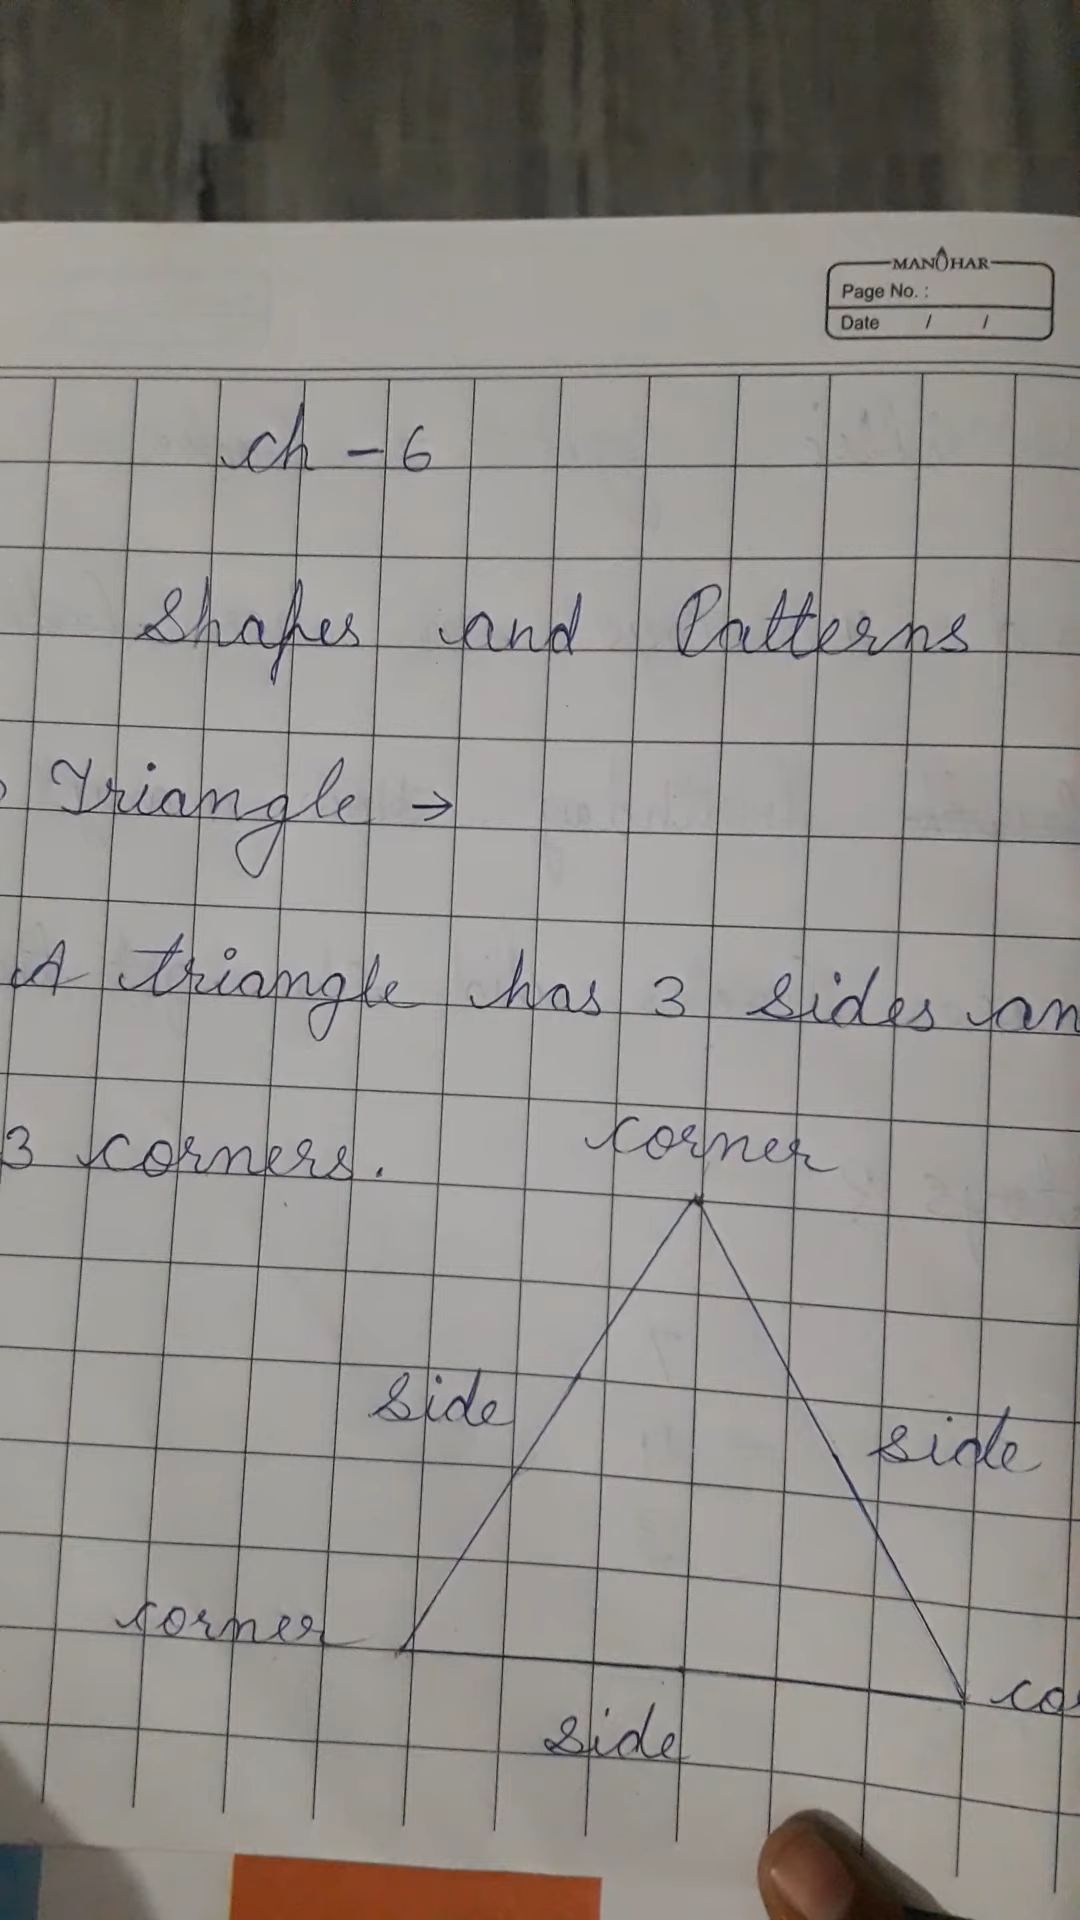 MANOHAR
Page No. :
Date / /
ch - 6
Shapes and Patterns
Triangle →
A triangle has 3 sides an
3 corners.
corner
side
side
corner
co
side